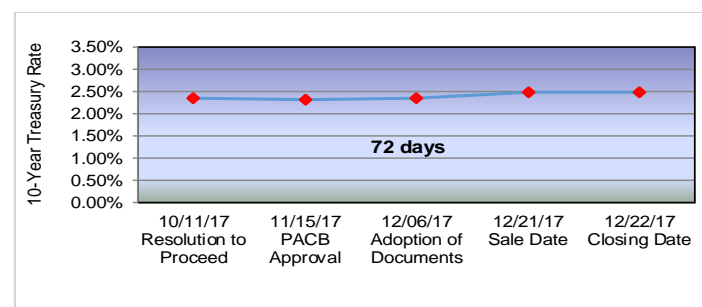 10-Year Treasury Rate
3.50%
3.00%
2.50%
2.00%
1.50%
1.00%
0.50%
0.00%
72 days
10/11/17
Resolution to
Proceed
11/15/17
PACB
Approval
12/06/17
Adoption of
Documents
12/21/17
Sale Date
12/22/17
Closing Date